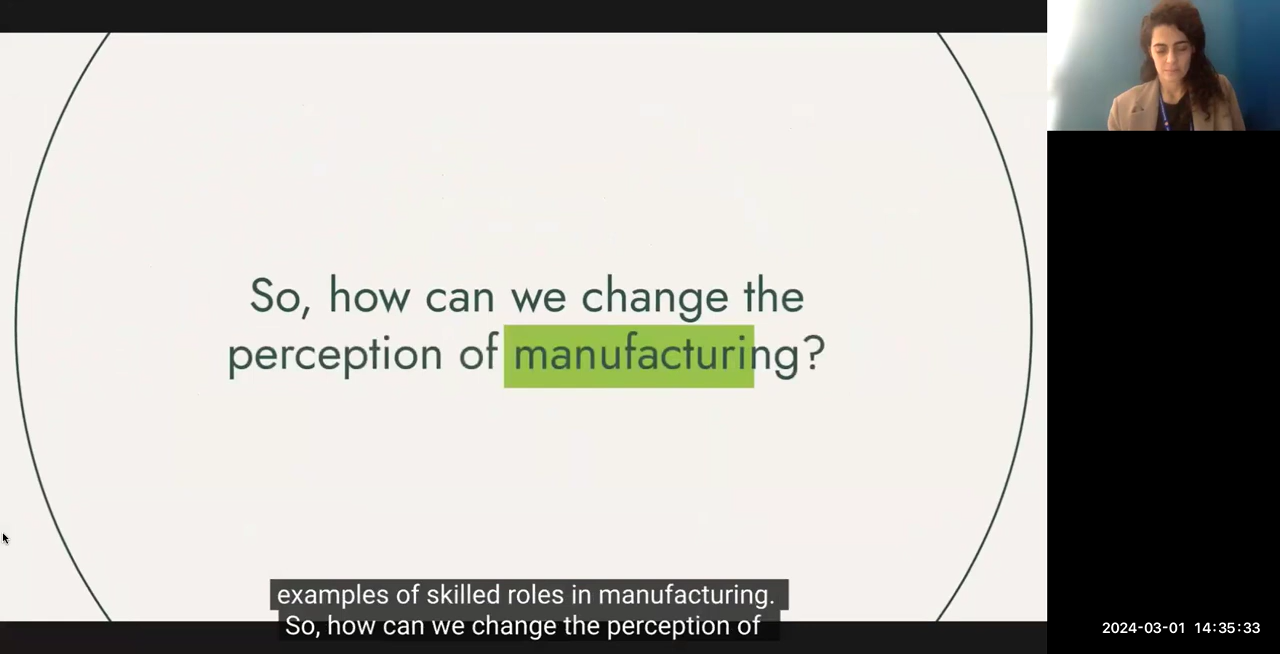 So, how can we change the
perception of manufacturing?
examples of skilled roles in manufacturing.
So, how can we change the perception of
2024-03-01 14:35:33